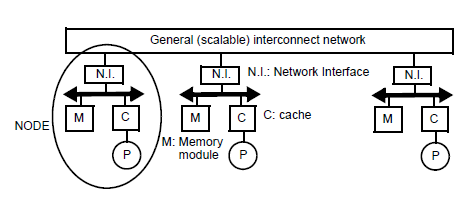 General (scalable) interconnect network
N.I.
N.I.
N.I.: Network Interface
N.I.
NODE
M
C
M
C
C: cache
M
C
M: Memory
module
P
P
P